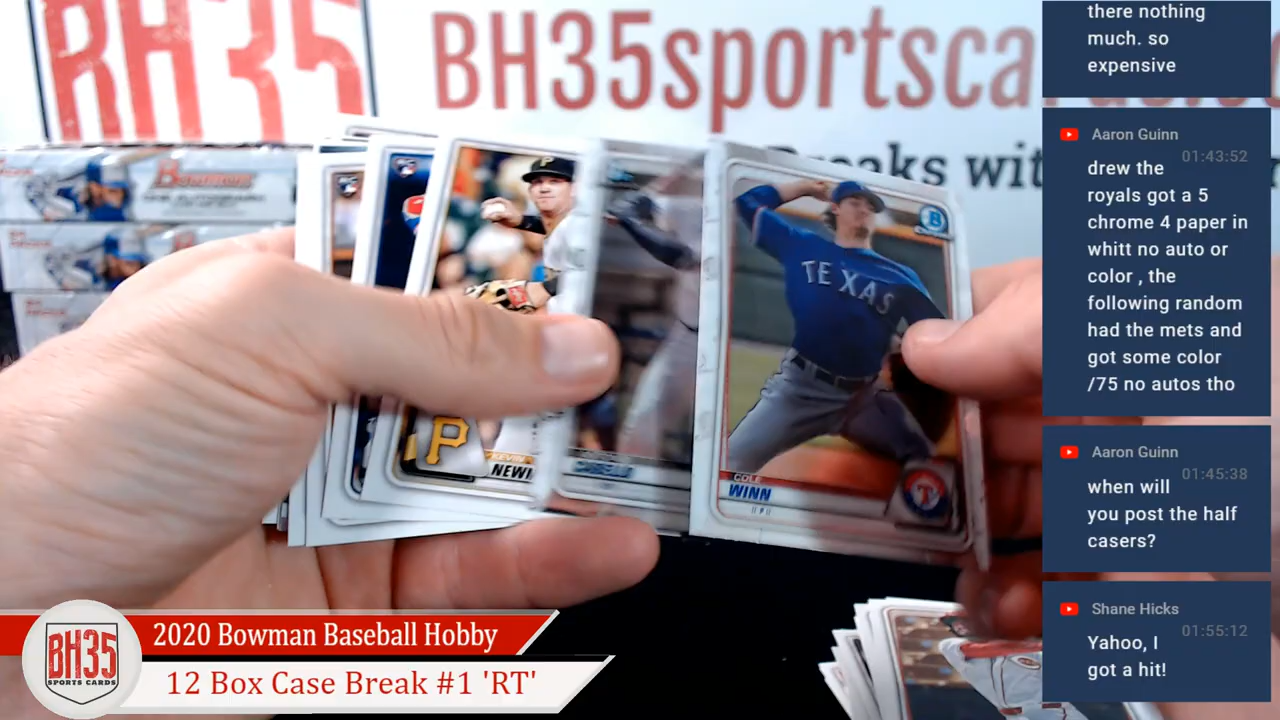 BH35
BH35sportsca
Breaks wit
BOWMAN
TEXAS
P
P
KEVIN
NEWM
CABELLO
COLE
WINN
T
there nothing
much. so
expensive
Aaron Guinn
01:43:52
drew the
royals got a 5
chrome 4 paper in
whitt no auto or
color , the
following random
had the mets and
got some color
/75 no autos tho
Aaron Guinn
01:45:38
when will
you post the half
casers?
Shane Hicks
01:55:12
Yahoo, I
got a hit!
BH35
SPORTS CARDS
2020 Bowman Baseball Hobby
12 Box Case Break #1 'RT'